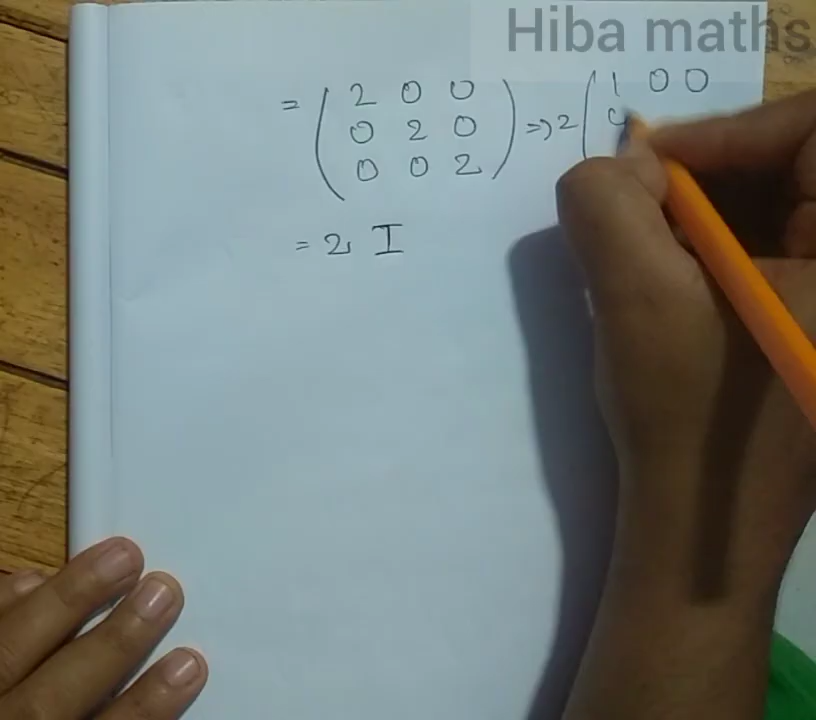 Hiba maths
= ( 2 0 0 ) => 2 ( 1 0 0
0 2 0
0 0 2
= 2 I